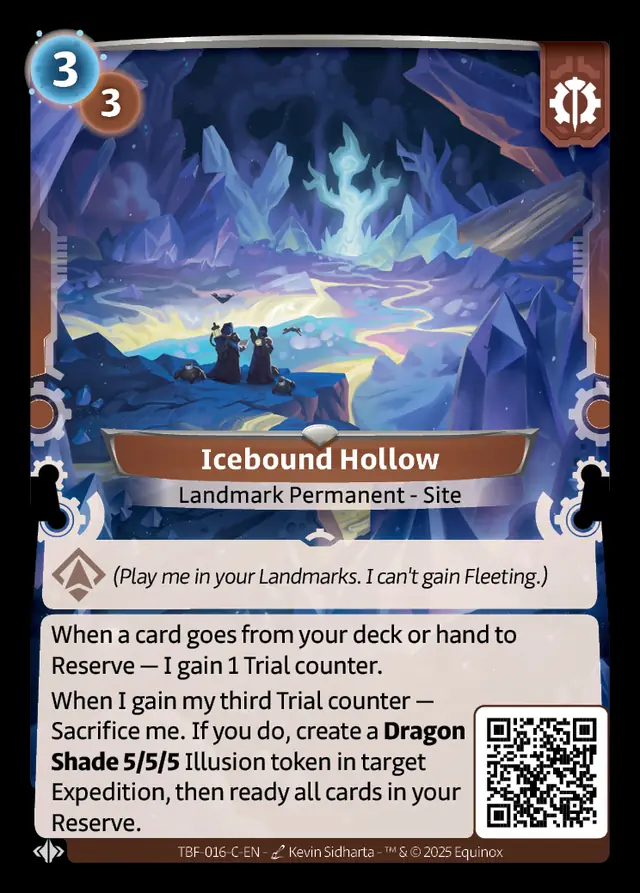 3
3
Icebound Hollow
Landmark Permanent - Site
(Play me in your Landmarks. I can't gain Fleeting.)
When a card goes from your deck or hand to
Reserve — I gain 1 Trial counter.
When I gain my third Trial counter —
Sacrifice me. If you do, create a Dragon
Shade 5/5/5 Illusion token in target
Expedition, then ready all cards in your
Reserve.
TBF-016-C-EN - Kevin Sidharta - ™ & © 2025 Equinox